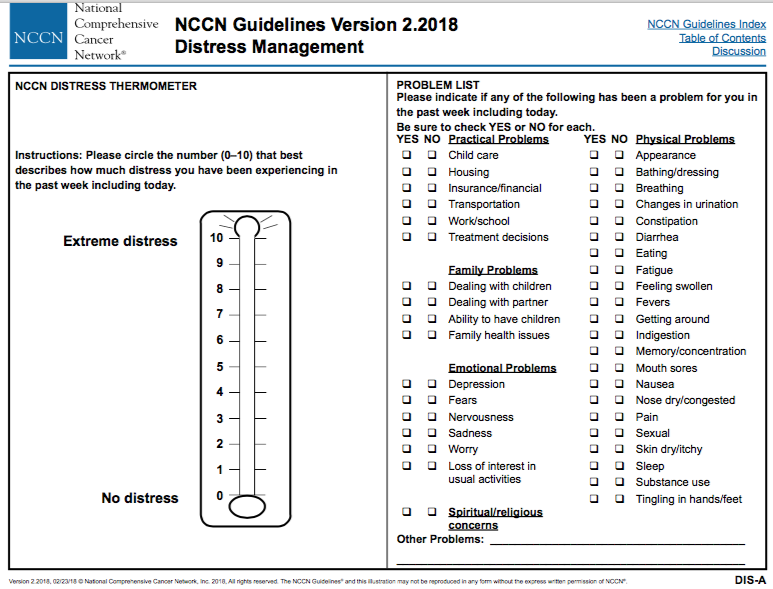 National
Comprehensive
Cancer
Network®
NCCN
NCCN Guidelines Version 2.2018
Distress Management
NCCN Guidelines Index
Table of Contents
Discussion
NCCN DISTRESS THERMOMETER
Instructions: Please circle the number (0–10) that best
describes how much distress you have been experiencing in
the past week including today.
Extreme distress
10
9
8
7
6
5
4
3
2
1
0
No distress
PROBLEM LIST
Please indicate if any of the following has been a problem for you in
the past week including today.
Be sure to check YES or NO for each.
YES NO Practical Problems
Child care
Housing
Insurance/financial
Transportation
Work/school
Treatment decisions
Family Problems
Dealing with children
Dealing with partner
Ability to have children
Family health issues
Emotional Problems
Depression
Fears
Nervousness
Sadness
Worry
Loss of interest in
usual activities
Spiritual/religious
concerns
YES NO Physical Problems
Appearance
Bathing/dressing
Breathing
Changes in urination
Constipation
Diarrhea
Eating
Fatigue
Feeling swollen
Fevers
Getting around
Indigestion
Memory/concentration
Mouth sores
Nausea
Nose dry/congested
Pain
Sexual
Skin dry/itchy
Sleep
Substance use
Tingling in hands/feet
Other Problems:
Version 2.2018, 02/23/18 © National Comprehensive Cancer Network, Inc. 2018, All rights reserved. The NCCN Guidelines® and this illustration may not be reproduced in any form without the express written permission of NCCN®.
DIS-A